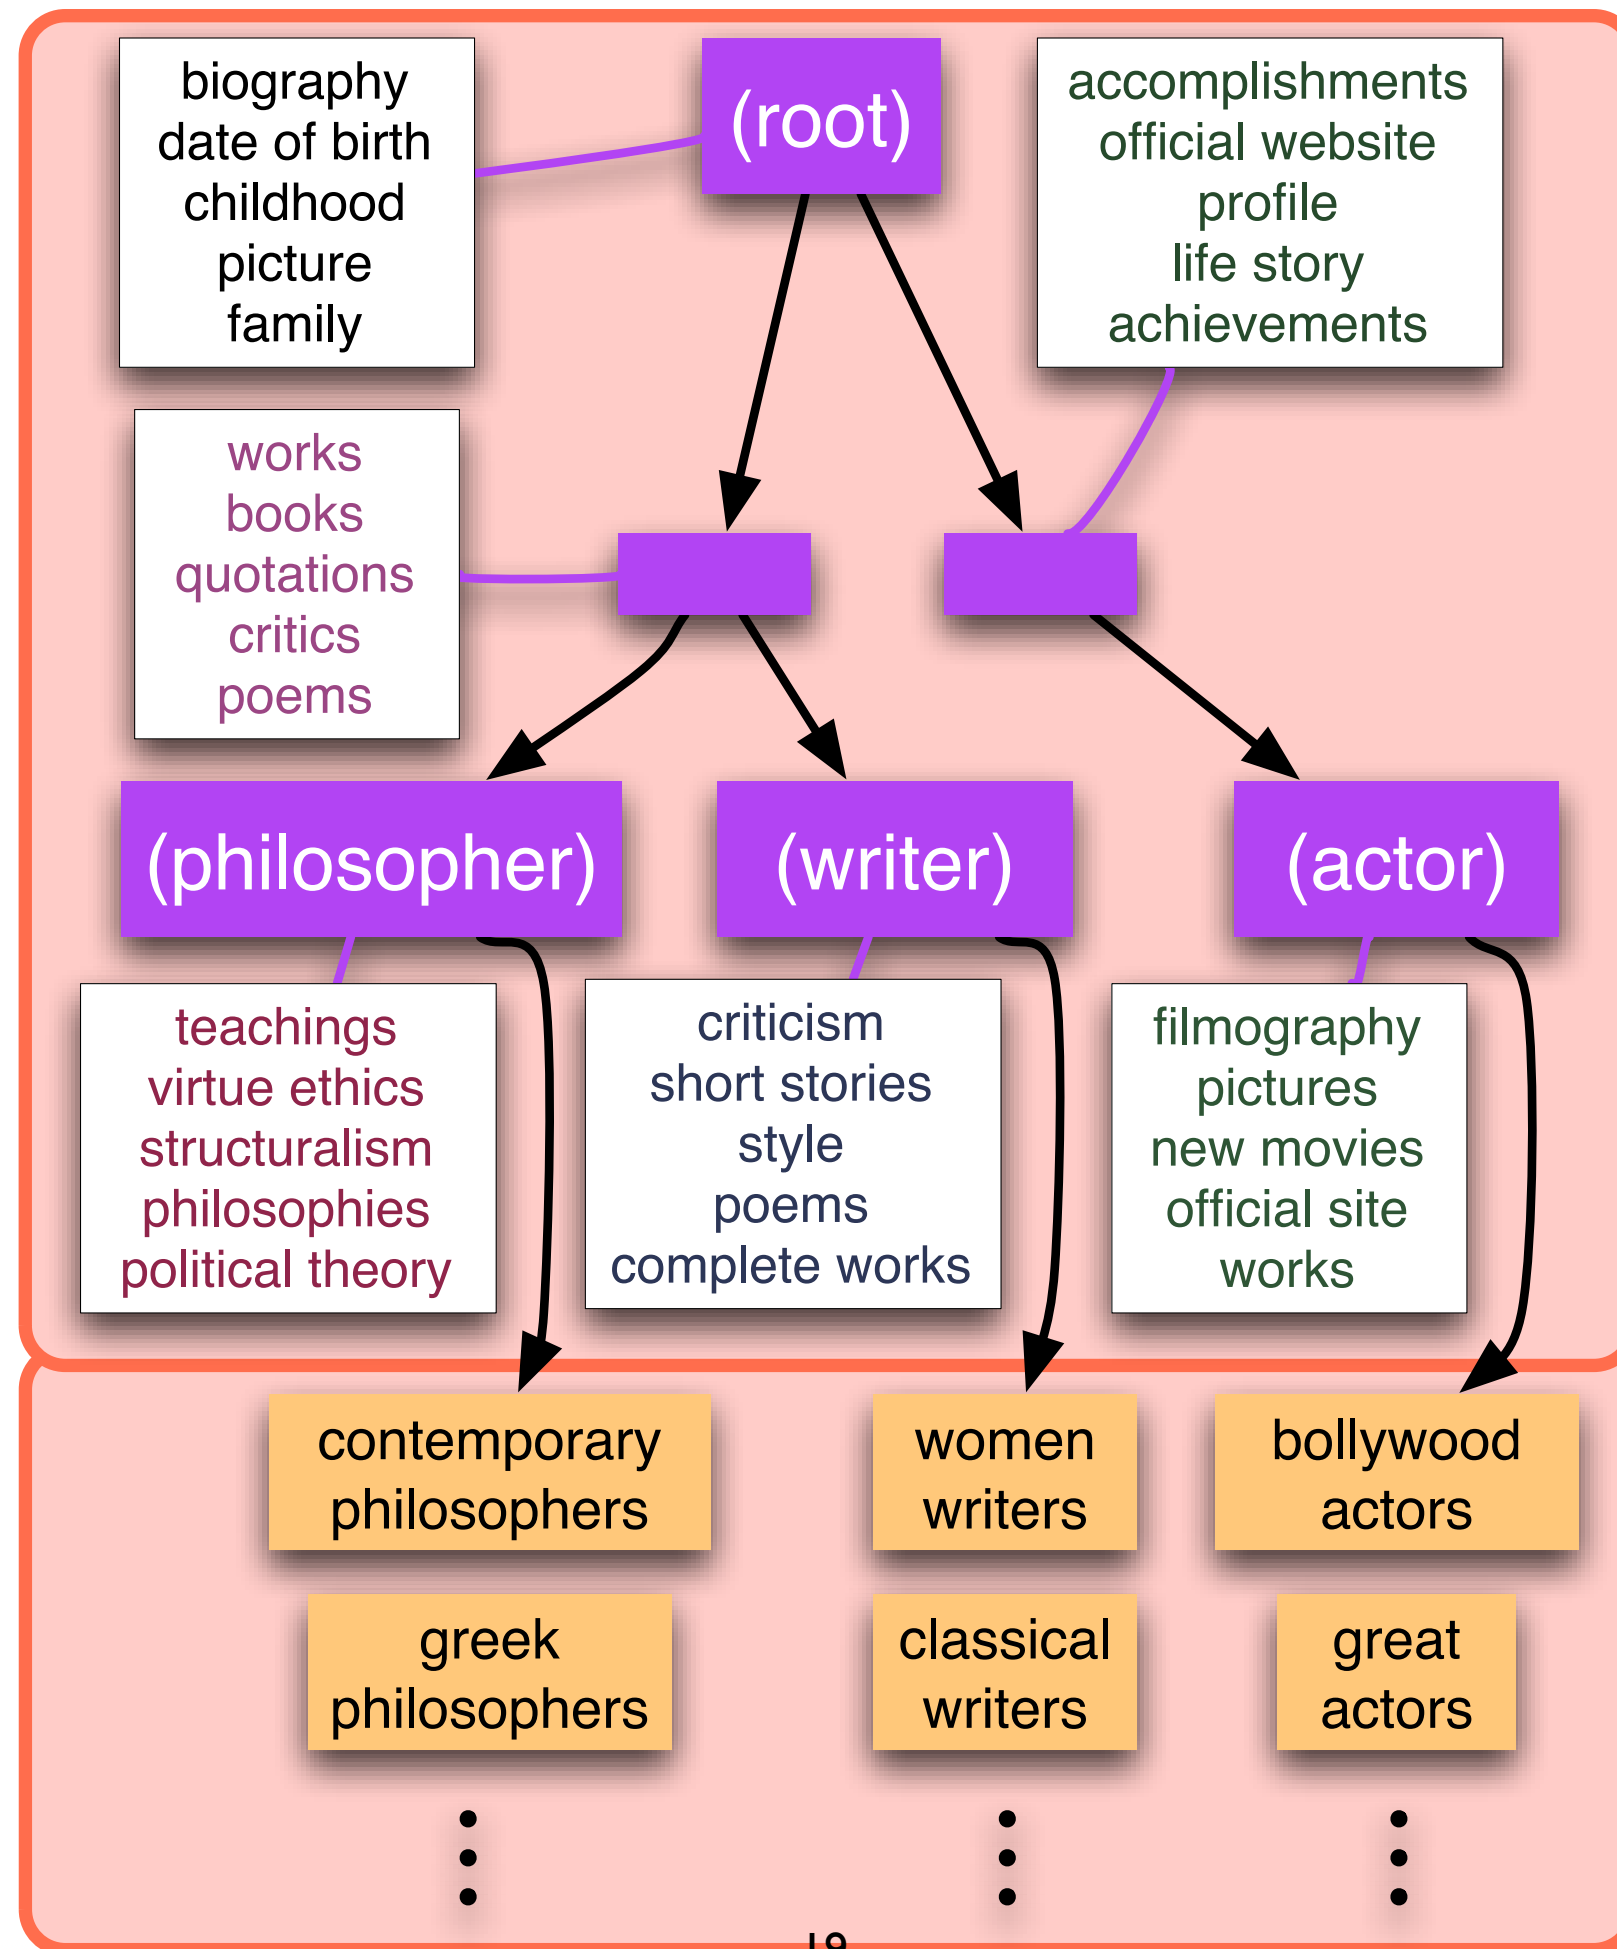 biography
date of birth
childhood
picture
family
(root)
accomplishments
official website
profile
life story
achievements
works
books
quotations
critics
poems
(philosopher)
(writer)
(actor)
teachings
virtue ethics
structuralism
philosophies
political theory
criticism
short stories
style
poems
complete works
filmography
pictures
new movies
official site
works
contemporary
philosophers
women
writers
bollywood
actors
greek
philosophers
classical
writers
great
actors